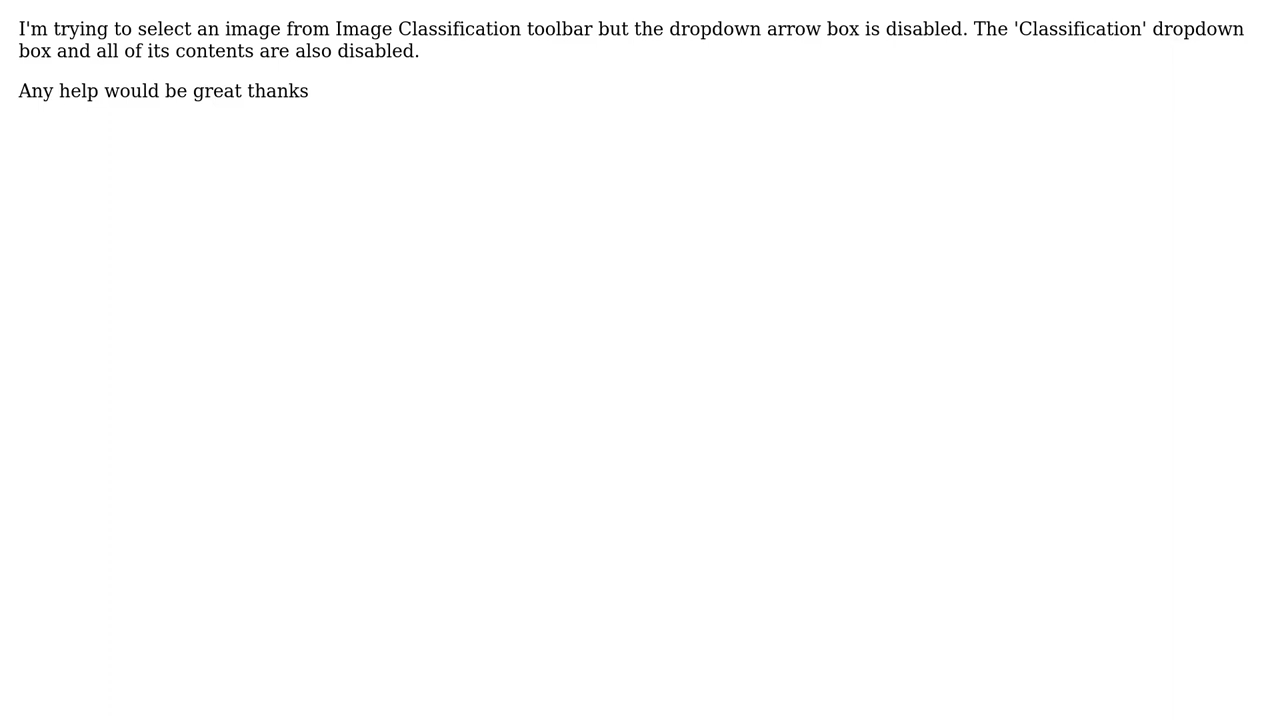 I'm trying to select an image from Image Classification toolbar but the dropdown arrow box is disabled. The 'Classification' dropdown
box and all of its contents are also disabled.
Any help would be great thanks